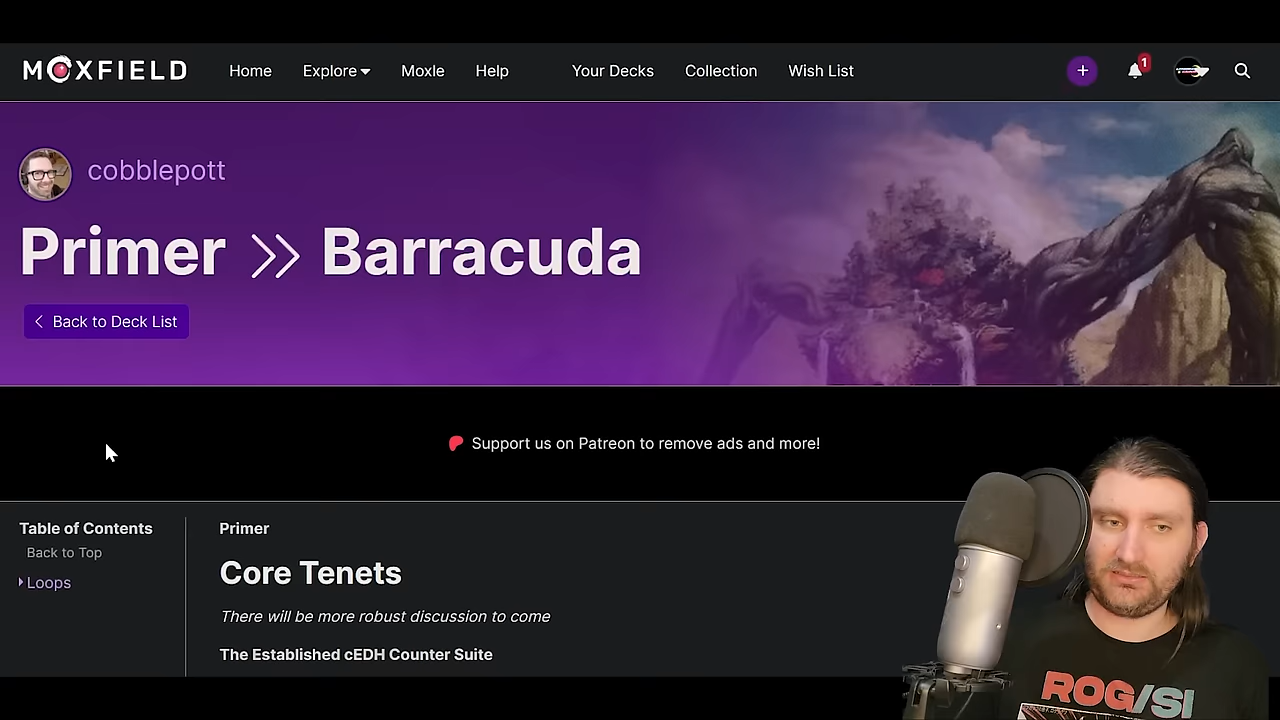 MOXFIELD Home Explore Moxle Help Your Decks Collection Wish List 1
cobblepott
Primer >> Barracuda
Back to Deck List
Support us on Patreon to remove ads and more!
Table of Contents
Back to Top
Loops
Primer
Core Tenets
There will be more robust discussion to come
The Established cEDH Counter Suite
ROG/SI